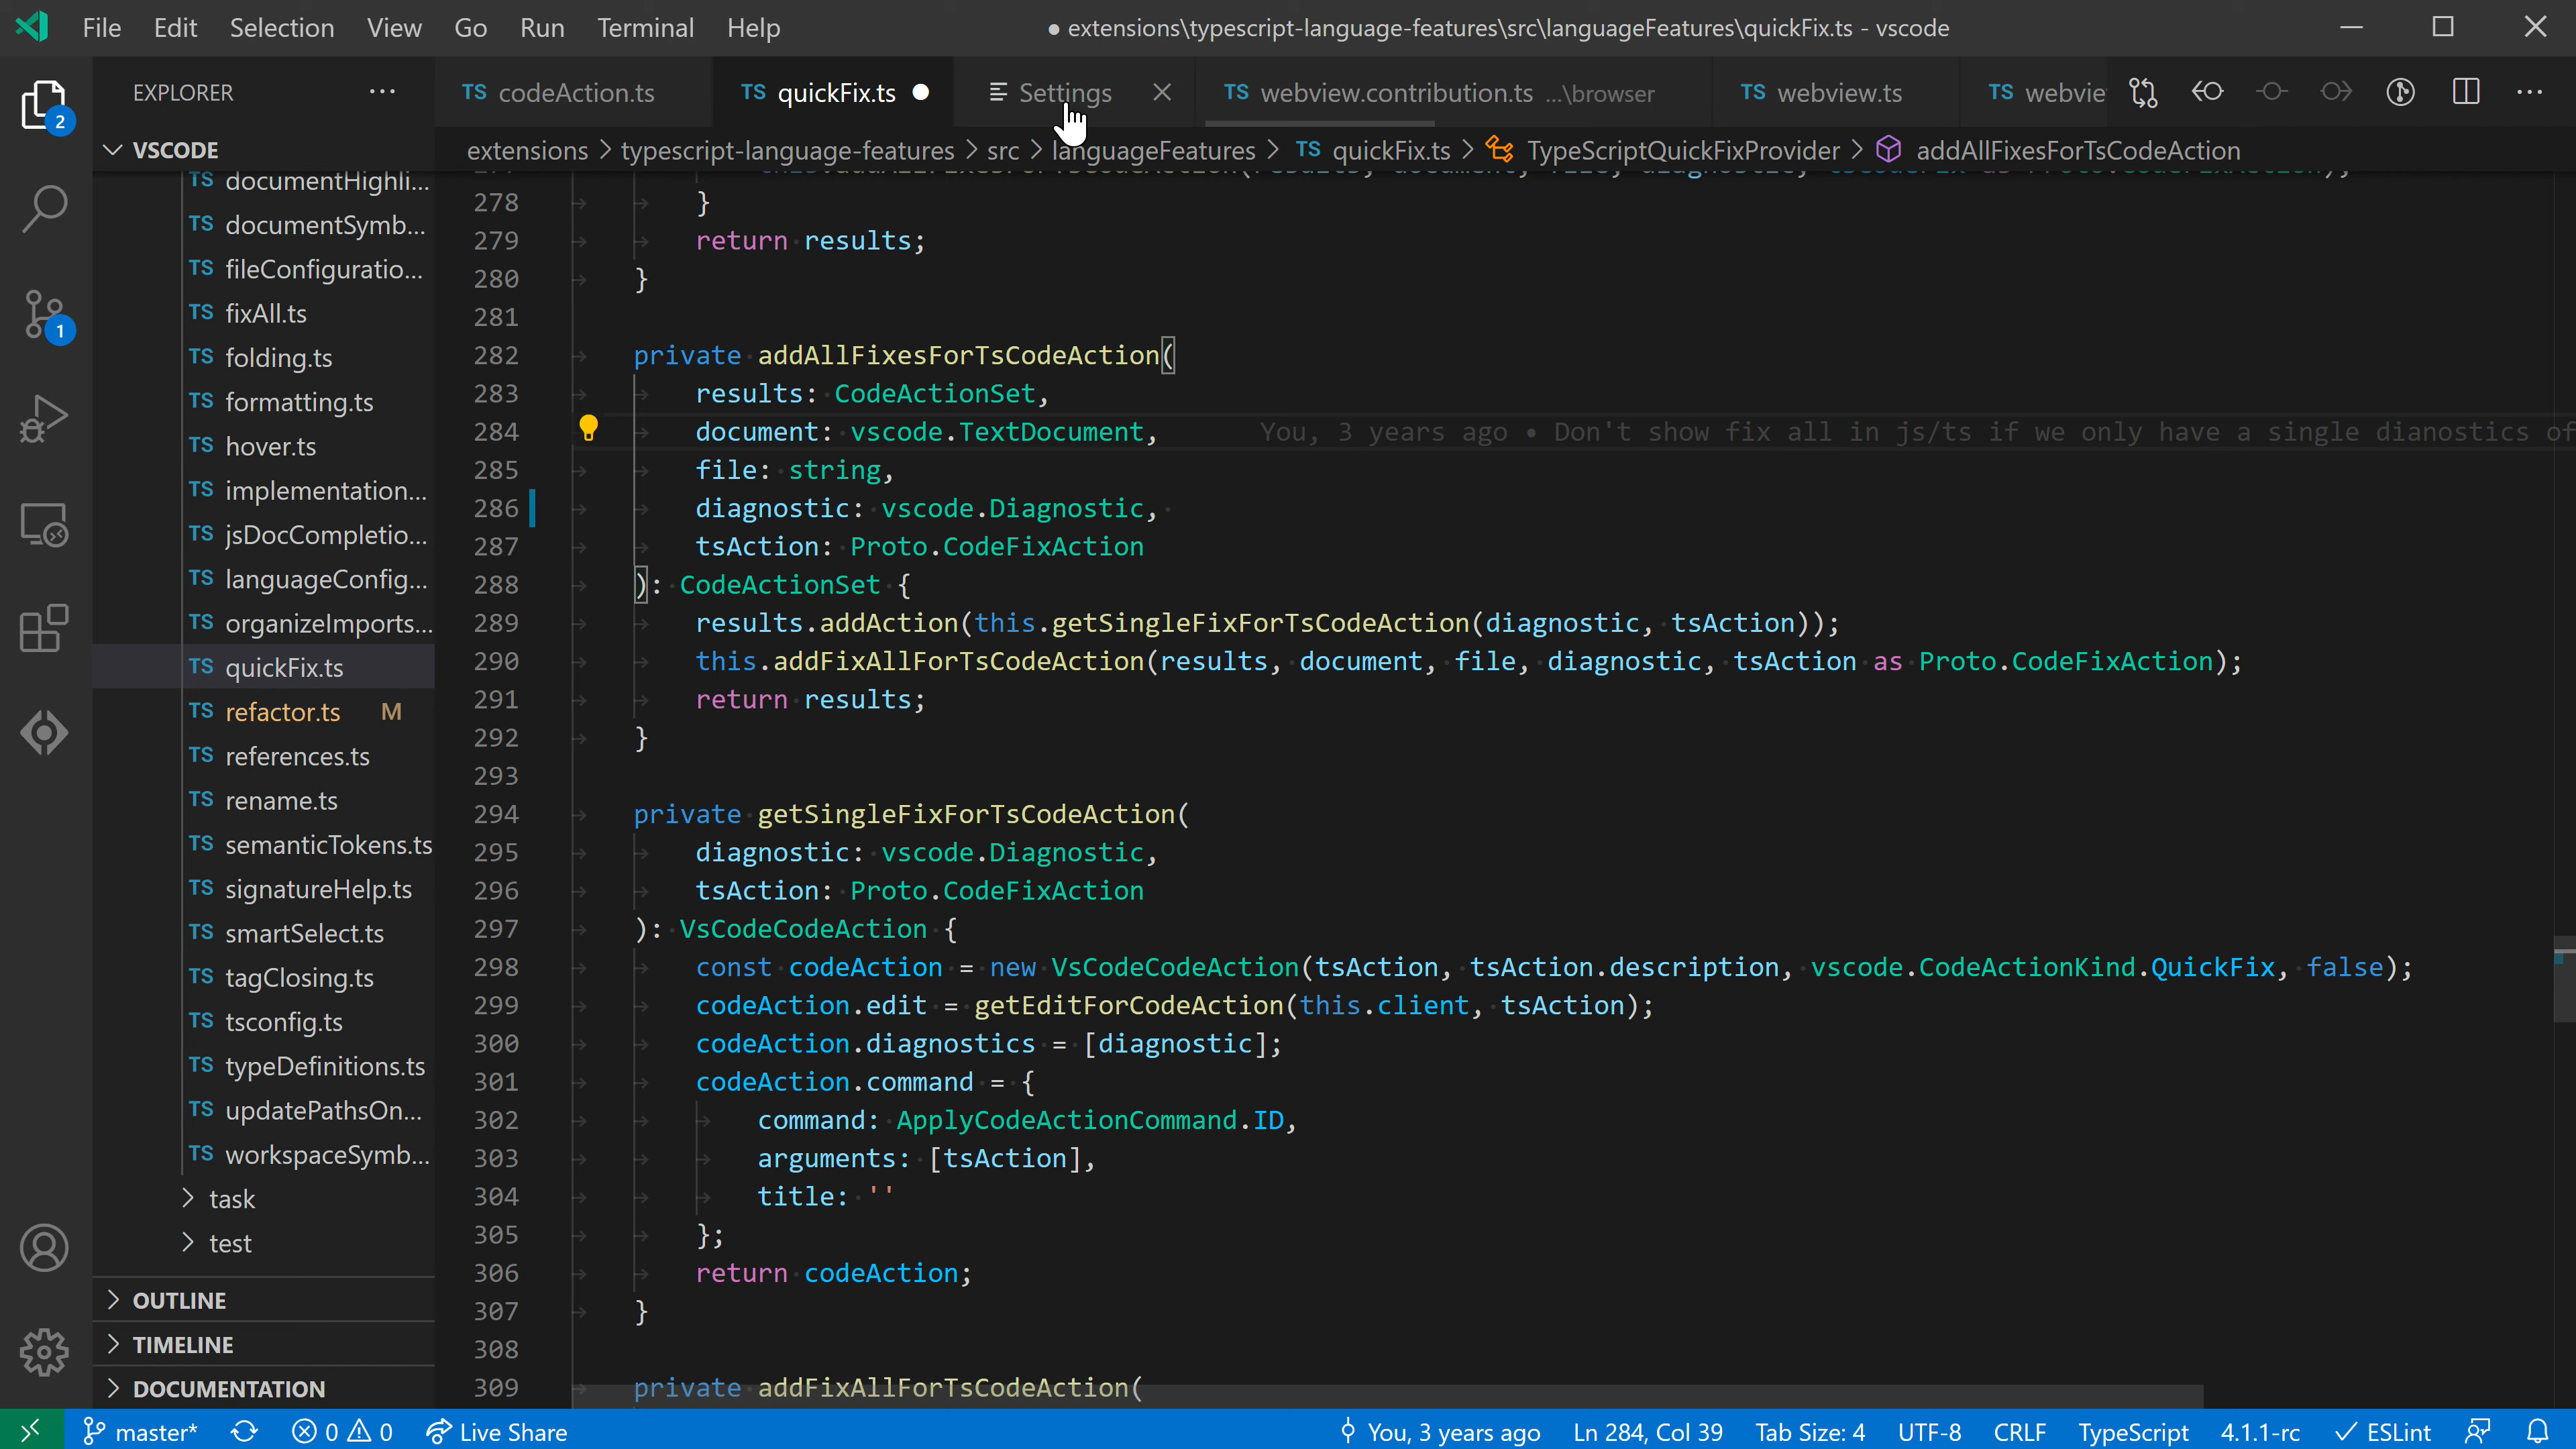 File Edit Selection View Go Run Terminal Help
● extensions\typescript-language-features\src\languageFeatures\quickFix.ts - vscode
EXPLORER ···
TS codeAction.ts
TS quickFix.ts ●
Settings
TS webview.contribution.ts ...\browser
TS webview.ts
TS webvie
extensions > typescript-language-features > src > languageFeatures > TS quickFix.ts > TypeScriptQuickFixProvider > addAllFixesForTsCodeAction
2
VSCODE
TS documentHighli...
TS documentSymb...
TS fileConfiguratio...
TS fixAll.ts
TS folding.ts
TS formatting.ts
TS hover.ts
TS implementation...
TS jsDocCompletio...
TS languageConfig...
TS organizeImports...
TS quickFix.ts
TS refactor.ts M
TS references.ts
TS rename.ts
TS semanticTokens.ts
TS signatureHelp.ts
TS smartSelect.ts
TS tagClosing.ts
TS tsconfig.ts
TS typeDefinitions.ts
TS updatePathsOn...
TS workspaceSymb...
> task
> test
> OUTLINE
> TIMELINE
> DOCUMENTATION
1
278 }
279 return results;
280 }
281
282 private addAllFixesForTsCodeAction(
283 results: CodeActionSet,
284 document: vscode.TextDocument, You, 3 years ago • Don't show fix all in js/ts if we only have a single dianostics of
285 file: string,
286 diagnostic: vscode.Diagnostic,
287 tsAction: Proto.CodeFixAction
288 ): CodeActionSet {
289 results.addAction(this.getSingleFixForTsCodeAction(diagnostic, tsAction));
290 this.addFixAllForTsCodeAction(results, document, file, diagnostic, tsAction as Proto.CodeFixAction);
291 return results;
292 }
293
294 private getSingleFixForTsCodeAction(
295 diagnostic: vscode.Diagnostic,
296 tsAction: Proto.CodeFixAction
297 ): VsCodeCodeAction {
298 const codeAction = new VsCodeCodeAction(tsAction, tsAction.description, vscode.CodeActionKind.QuickFix, false);
299 codeAction.edit = getEditForCodeAction(this.client, tsAction);
300 codeAction.diagnostics = [diagnostic];
301 codeAction.command = {
302 command: ApplyCodeActionCommand.ID,
303 arguments: [tsAction],
304 title: ''
305 };
306 return codeAction;
307 }
308
309 private addFixAllForTsCodeAction(
master* 0 0 Live Share
You, 3 years ago Ln 284, Col 39 Tab Size: 4 UTF-8 CRLF TypeScript 4.1.1-rc ✓ ESLint